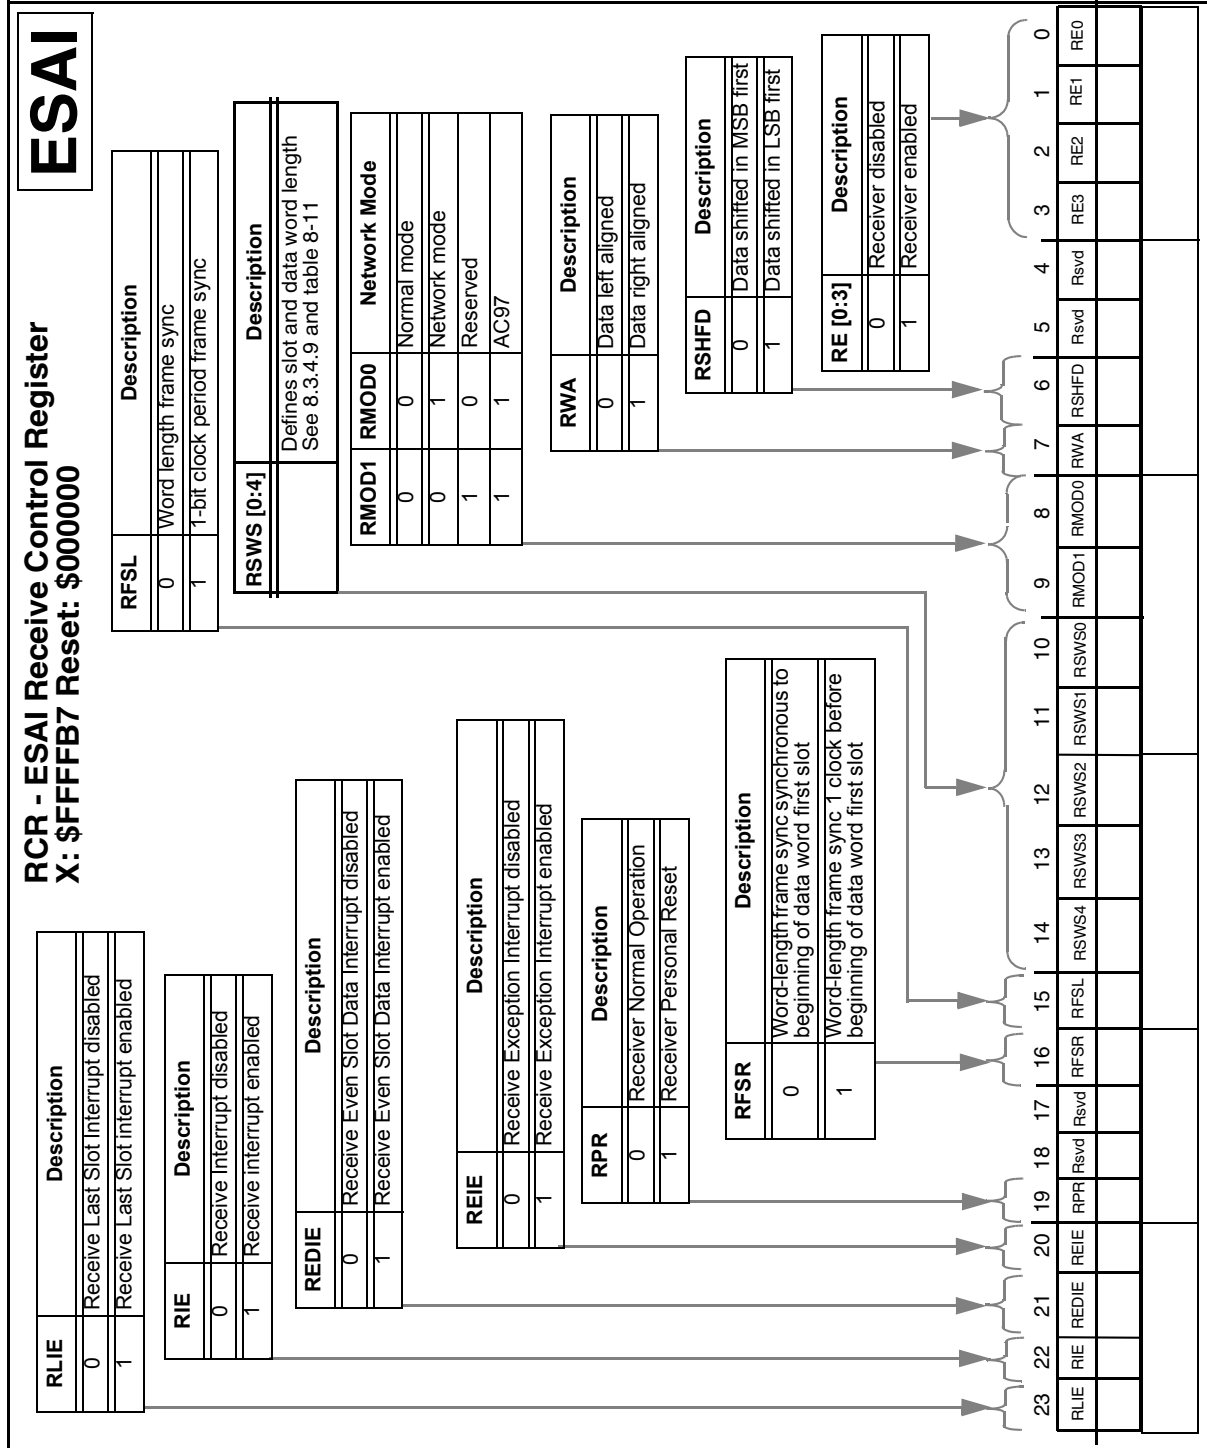 RCR - ESAI Receive Control Register
X: $FFFFB7 Reset: $000000
ESAI
RLIE Description
0 Receive Last Slot Interrupt disabled
1 Receive Last Slot interrupt enabled
RIE Description
0 Receive Interrupt disabled
1 Receive interrupt enabled
REDIE Description
0 Receive Even Slot Data Interrupt disabled
1 Receive Even Slot Data Interrupt enabled
REIE Description
0 Receive Exception Interrupt disabled
1 Receive Exception Interrupt enabled
RPR Description
0 Receiver Normal Operation
1 Receiver Personal Reset
RFSR Description
0 Word-length frame sync synchronous to
beginning of data word first slot
1 Word-length frame sync 1 clock before
beginning of data word first slot
RFSL Description
0 Word length frame sync
1 1-bit clock period frame sync
RSWS [0:4] Description
Defines slot and data word length
See 8.3.4.9 and table 8-11
RMOD1 RMOD0 Network Mode
0 0 Normal mode
0 1 Network mode
1 0 Reserved
1 1 AC97
RWA Description
0 Data left aligned
1 Data right aligned
RSHFD Description
0 Data shifted in MSB first
1 Data shifted in LSB first
RE [0:3] Description
0 Receiver disabled
1 Receiver enabled
23 22 21 20 19 18 17 16 15 14 13 12 11 10 9 8 7 6 5 4 3 2 1 0
RLIE RIE REDIE REIE RPR Rsvd Rsvd RFSR RFSL RSWS4 RSWS3 RSWS2 RSWS1 RSWS0 RMOD1 RMOD0 RWA RSHFD Rsvd Rsvd RE3 RE2 RE1 RE0